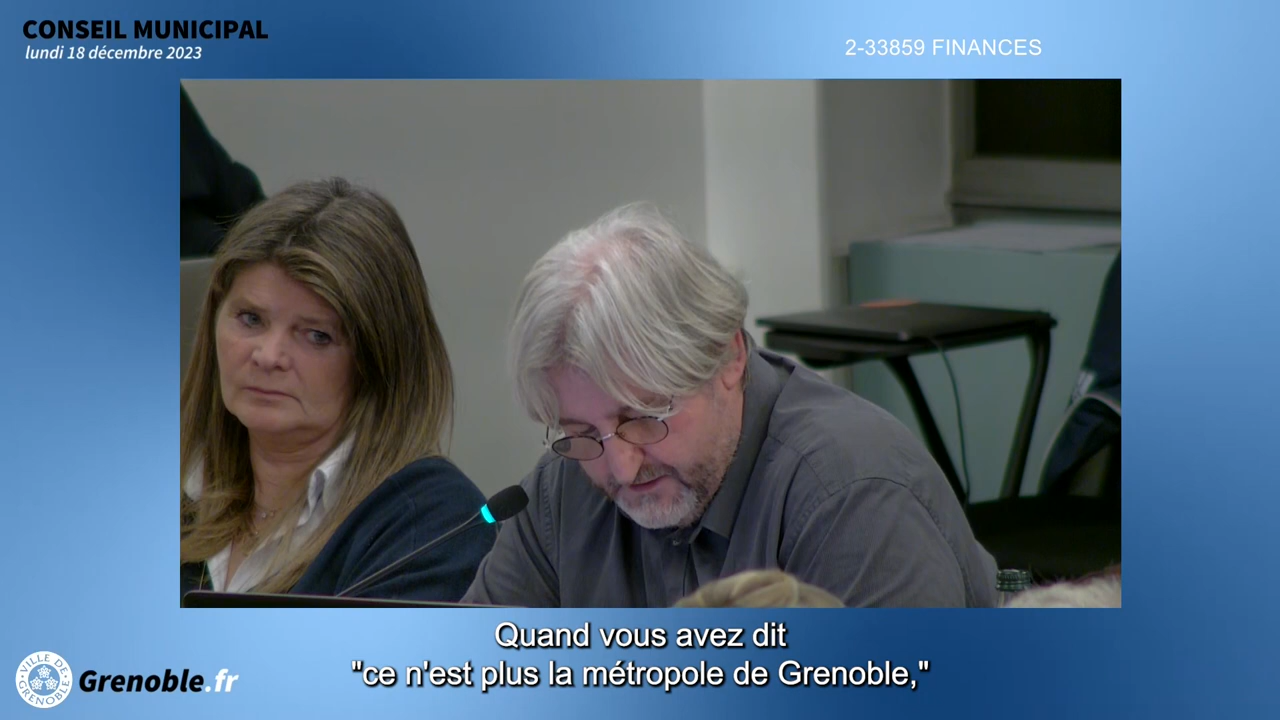 CONSEIL MUNICIPAL
lundi 18 décembre 2023
2-33859 FINANCES
Quand vous avez dit
"ce n'est plus la métropole de Grenoble,"
VILLE DE GRENOBLE
Grenoble.fr